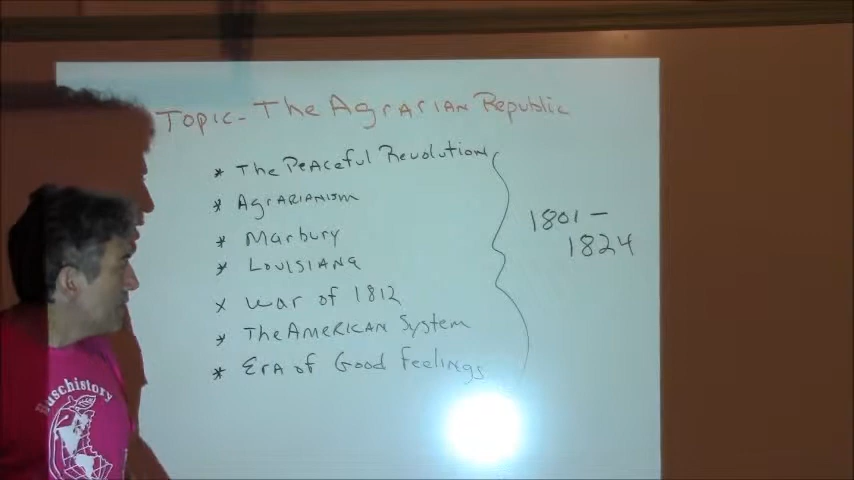 Topic - The Agrarian Republic
* The Peaceful Revolution
* Agrarianism
* Marbury
* Louisiana
x War of 1812
* The American System
* Era of Good Feelings
1801 -
1824
Buschistory